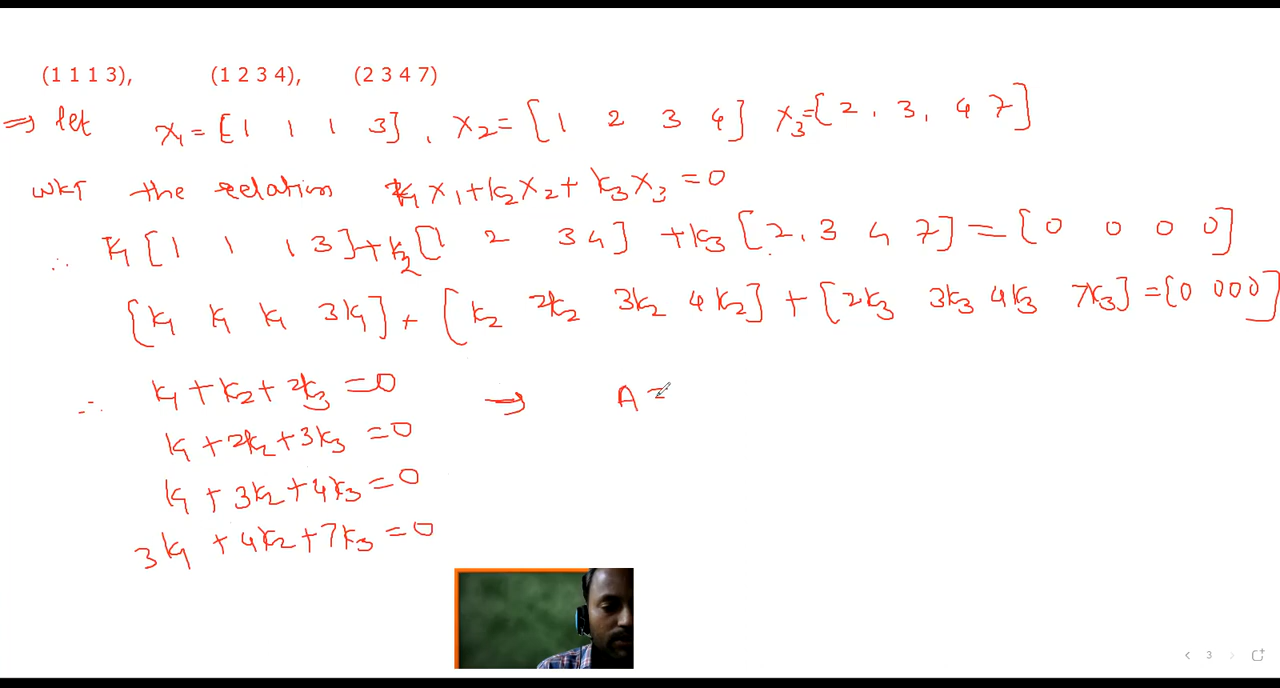 (1 1 1 3), (1 2 3 4), (2 3 4 7)
⇒ let x₁ = [1 1 1 3], x₂ = [1 2 3 4] x₃ = [2, 3, 4 7]
WKT the relation k₁x₁+k₂x₂+k₃x₃=0
∴ k₁[1 1 1 3]+k₂[1 2 3 4] +k₃[2, 3 4 7] = [0 0 0 0]
[k₁ k₁ k₁ 3k₁] + [k₂ 2k₂ 3k₂ 4k₂] + [2k₃ 3k₃ 4k₃ 7k₃] = [0 0 0 0]
∴ k₁+k₂+2k₃=0 → A =
k₁+2k₂+3k₃=0
k₁+3k₂+4k₃=0
3k₁+4k₂+7k₃=0
3